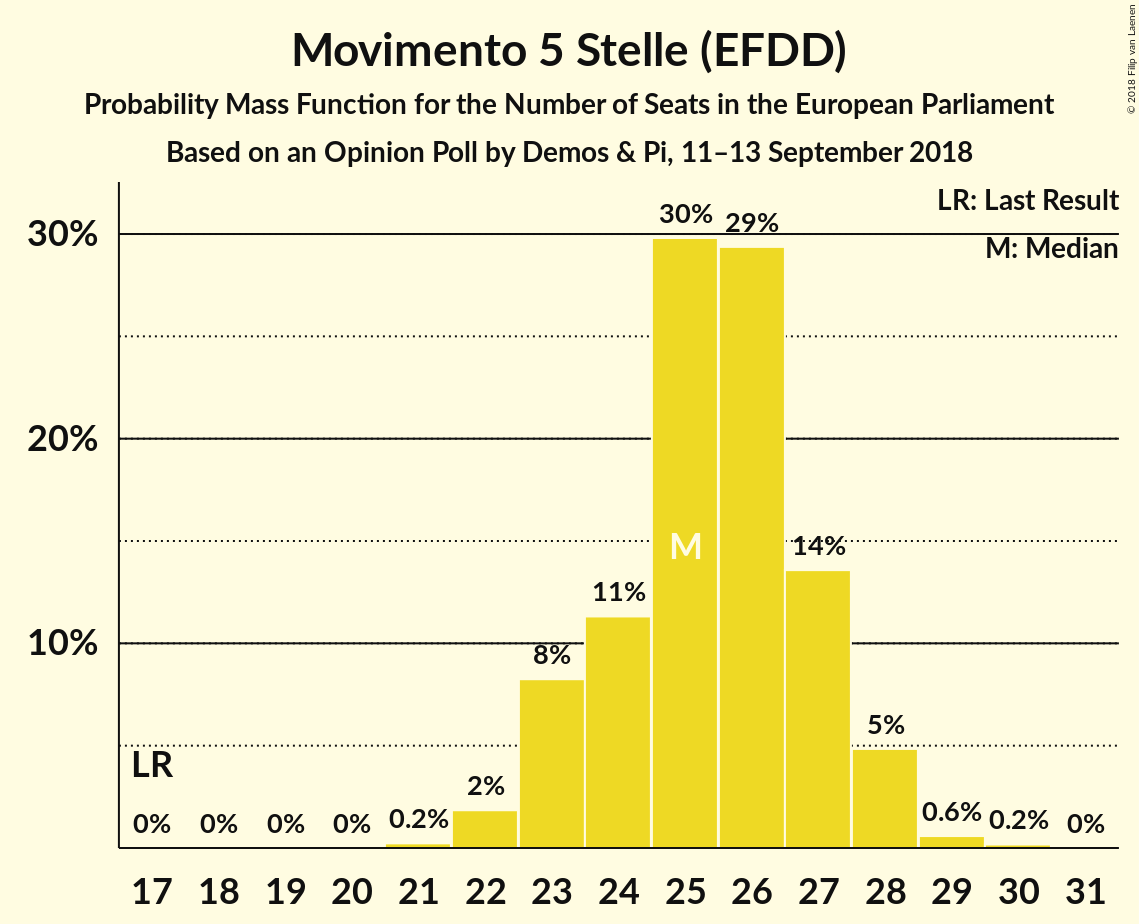 Movimento 5 Stelle (EFDD)
Probability Mass Function for the Number of Seats in the European Parliament
Based on an Opinion Poll by Demos & Pi, 11–13 September 2018
© 2018 Filip van Laenen
LR: Last Result
M: Median
30%
20%
10%
30%
29%
M
14%
11%
8%
5%
LR
2%
0%
0%
0%
0%
0.2%
0.6%
0.2%
0%
17 18 19 20 21 22 23 24 25 26 27 28 29 30 31